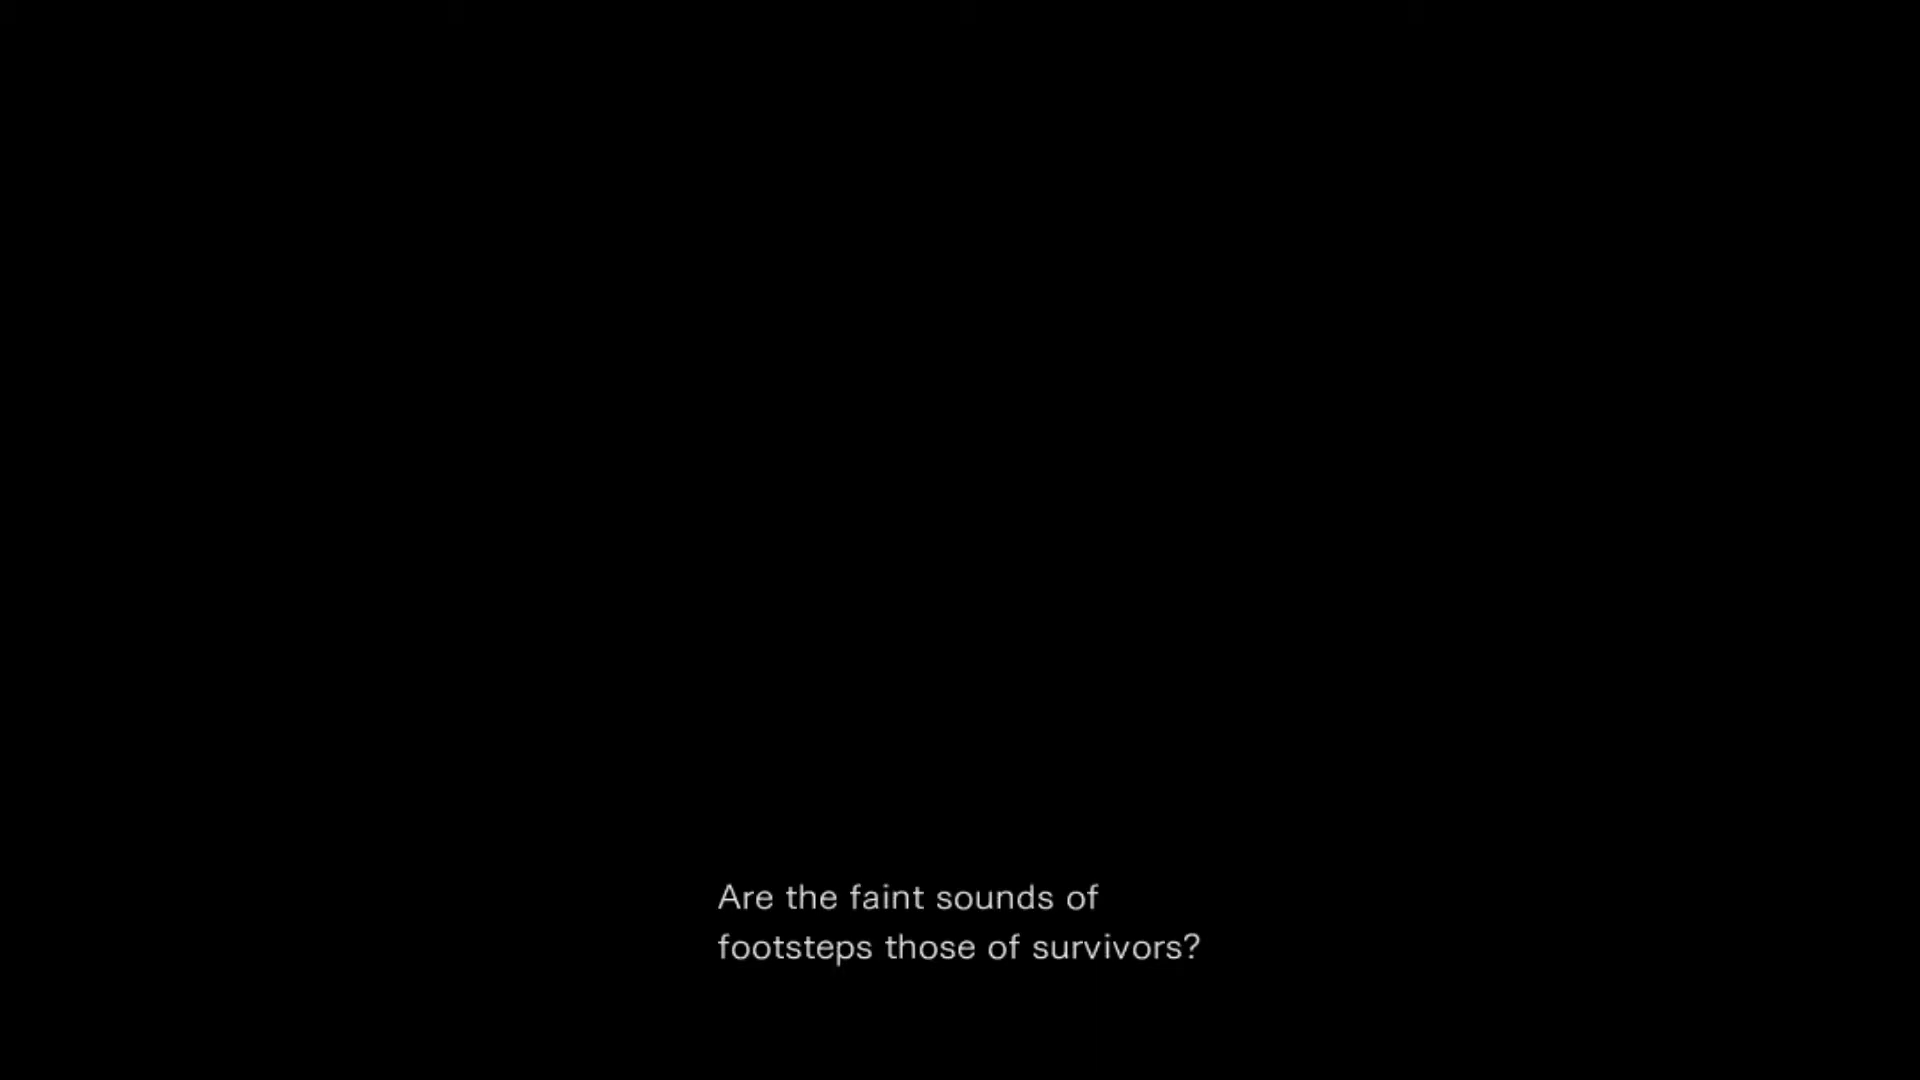 Are the faint sounds of
footsteps those of survivors?